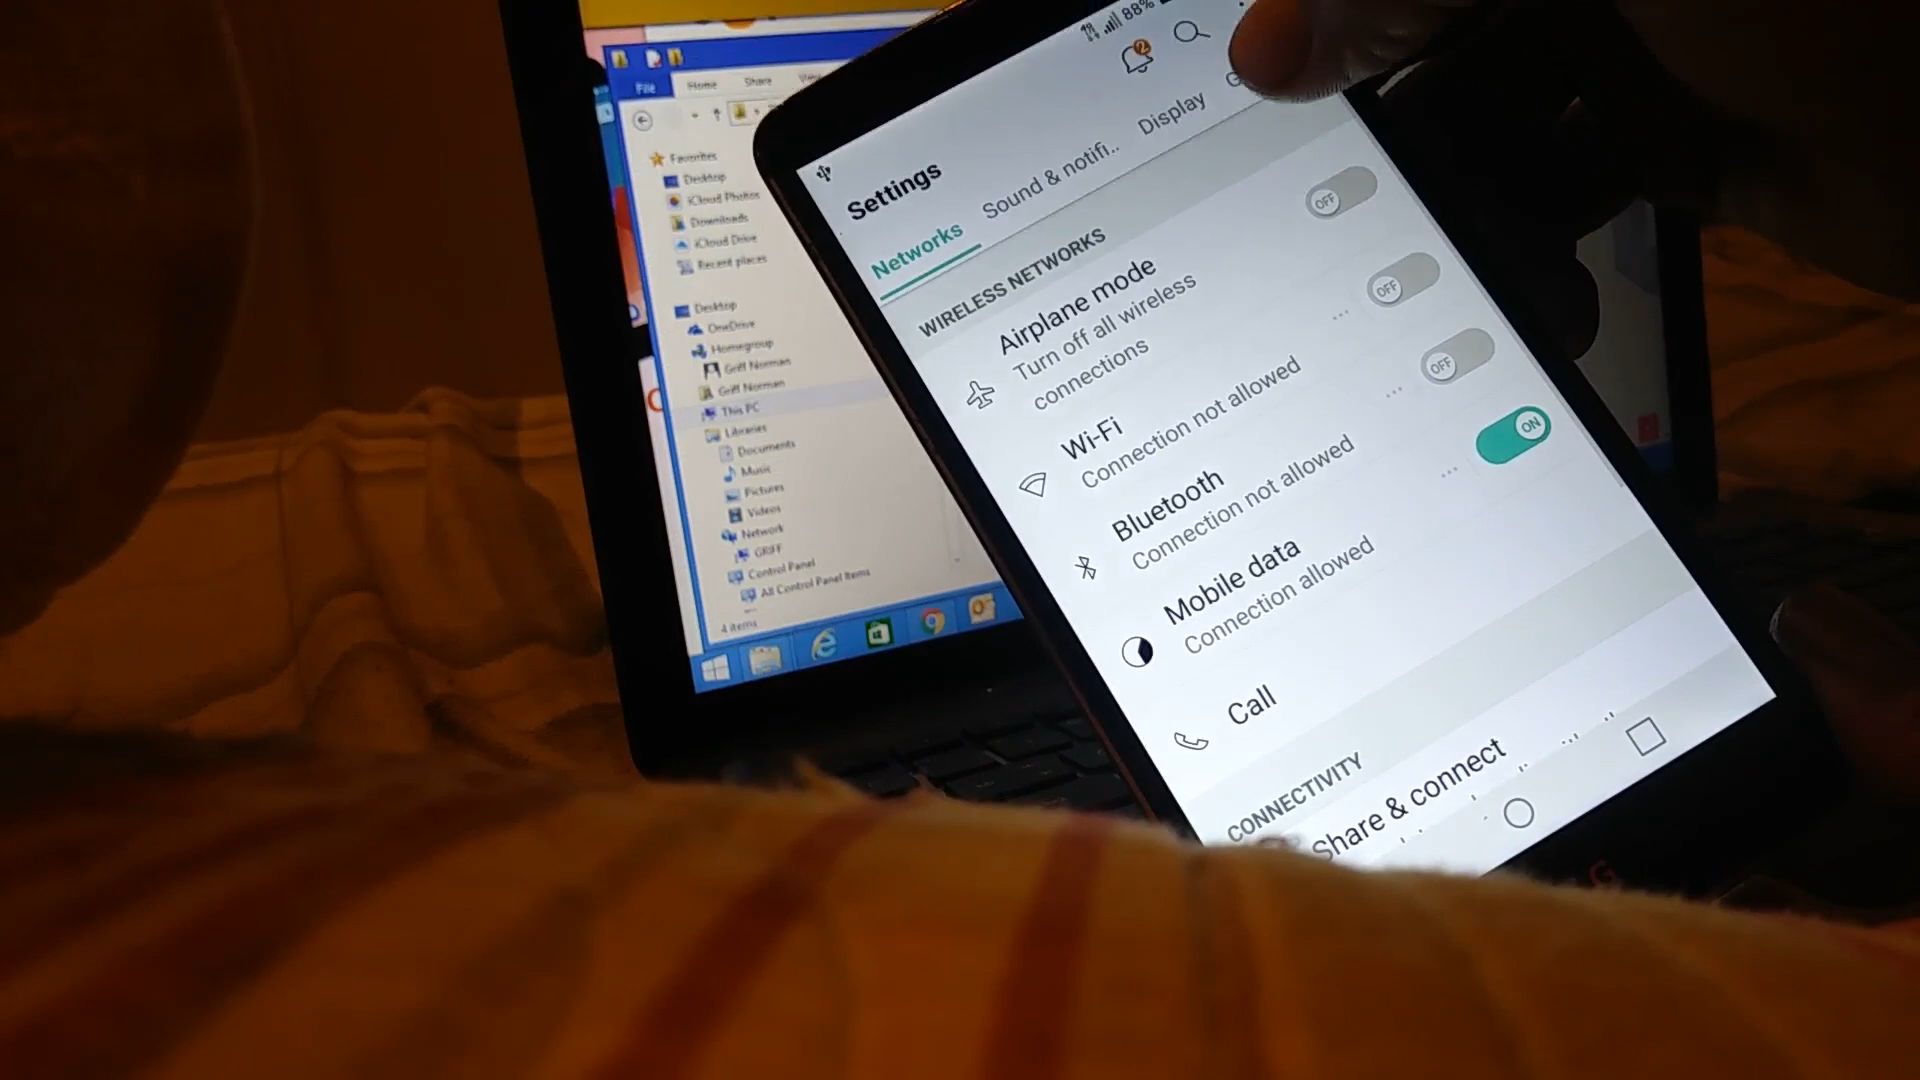 File
Home
Share
View
Favorites
Desktop
iCloud Photos
Downloads
iCloud Drive
Recent places
Desktop
OneDrive
Homegroup
Griff Norman
Griff Norman
This PC
Libraries
Documents
Music
Pictures
Videos
Network
GRIFF
Control Panel
All Control Panel Items
4 items
88%
2
Settings
Networks
Sound & notifi..
Display
G
WIRELESS NETWORKS
Airplane mode
Turn off all wireless
connections
OFF
Wi-Fi
Connection not allowed
OFF
Bluetooth
Connection not allowed
OFF
Mobile data
Connection allowed
ON
Call
CONNECTIVITY
Share & connect
G